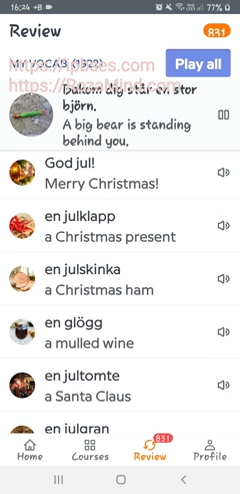 16:24 +8
77%
Review
831
MY VOCAB (1822)
Play all
Bakom dig står en stor
björn.
A big bear is standing
behind you.
God jul!
Merry Christmas!
en julklapp
a Christmas present
en julskinka
a Christmas ham
en glögg
a mulled wine
en jultomte
a Santa Claus
en julgran
831
Home Courses Review Profile